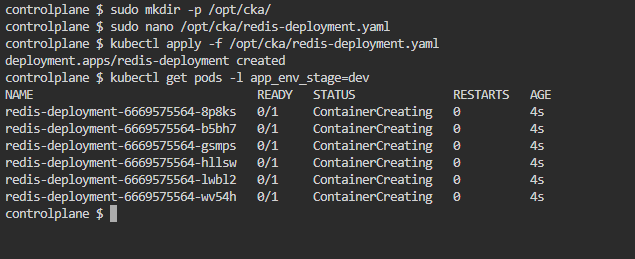 controlplane $ sudo mkdir -p /opt/cka/
controlplane $ sudo nano /opt/cka/redis-deployment.yaml
controlplane $ kubectl apply -f /opt/cka/redis-deployment.yaml
deployment.apps/redis-deployment created
controlplane $ kubectl get pods -l app_env_stage=dev
NAME READY STATUS RESTARTS AGE
redis-deployment-6669575564-8p8ks 0/1 ContainerCreating 0 4s
redis-deployment-6669575564-b5bh7 0/1 ContainerCreating 0 4s
redis-deployment-6669575564-gsmps 0/1 ContainerCreating 0 4s
redis-deployment-6669575564-hllsw 0/1 ContainerCreating 0 4s
redis-deployment-6669575564-lwbl2 0/1 ContainerCreating 0 4s
redis-deployment-6669575564-wv54h 0/1 ContainerCreating 0 4s
controlplane $